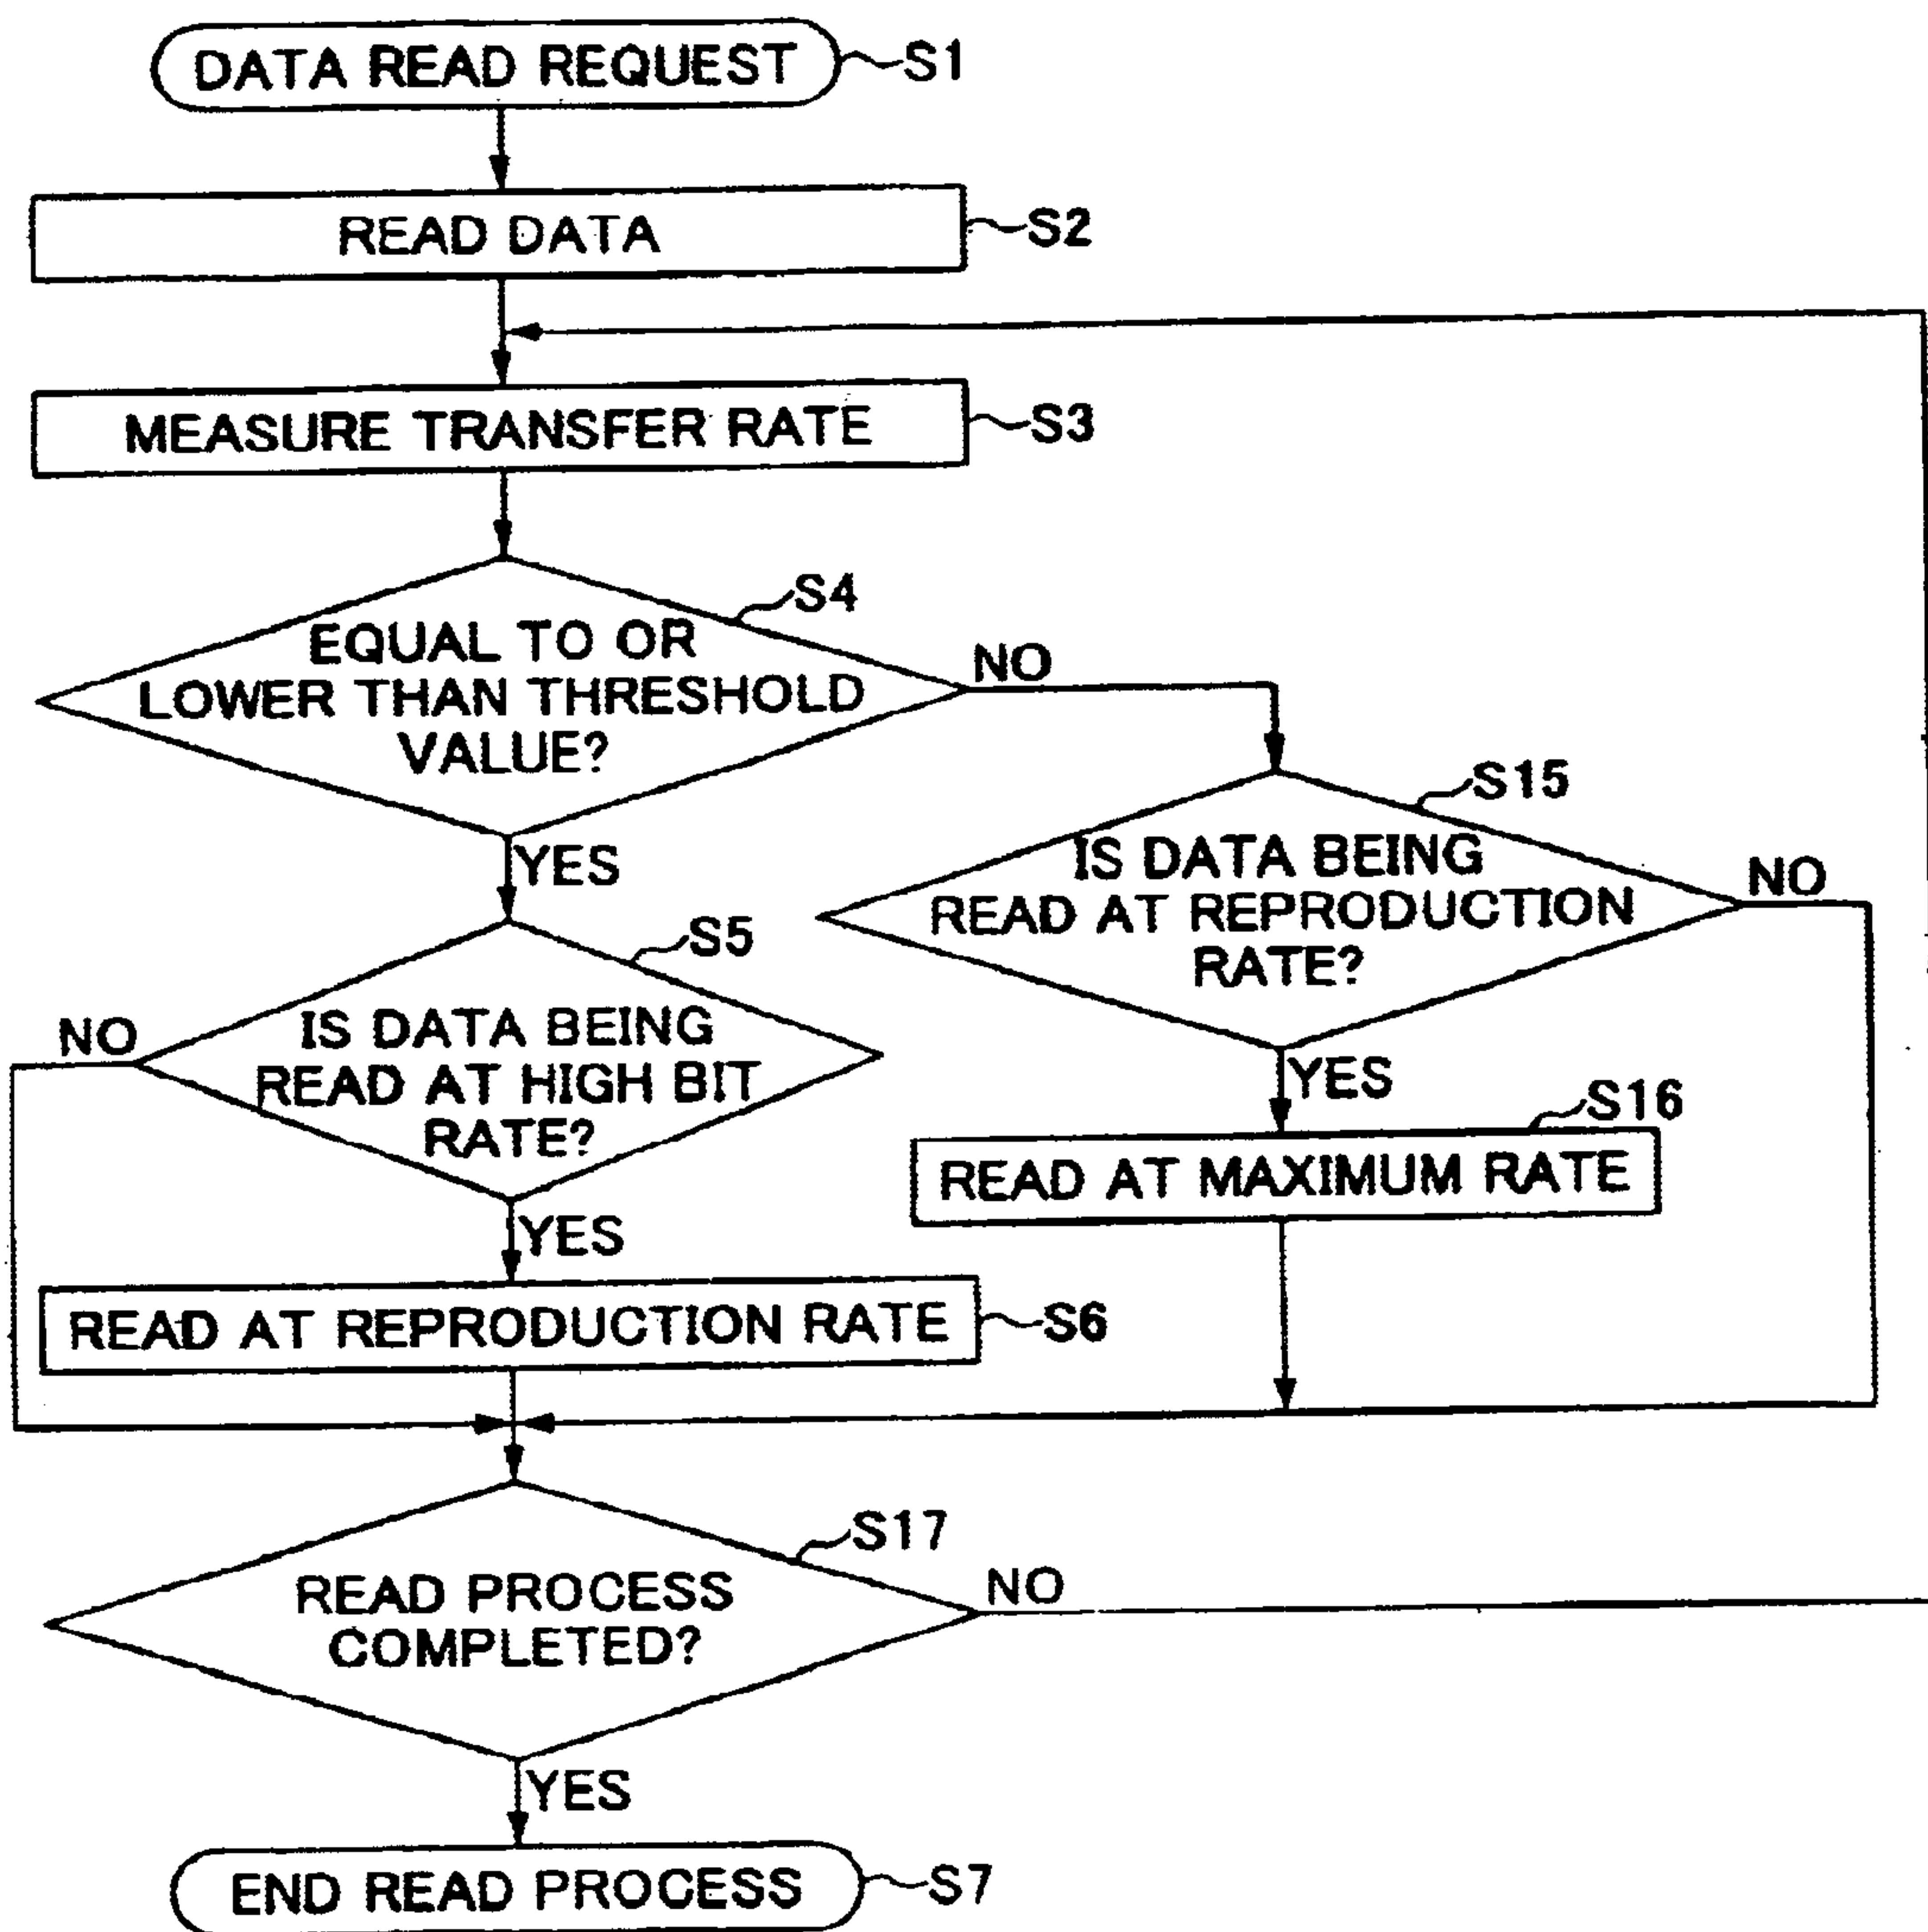 DATA READ REQUEST
S1
READ DATA
S2
MEASURE TRANSFER RATE
S3
S4
EQUAL TO OR
LOWER THAN THRESHOLD
VALUE?
NO
YES
S15
IS DATA BEING
READ AT REPRODUCTION
RATE?
NO
YES
S5
IS DATA BEING
READ AT HIGH BIT
RATE?
NO
YES
S16
READ AT MAXIMUM RATE
READ AT REPRODUCTION RATE
S6
S17
READ PROCESS
COMPLETED?
NO
YES
END READ PROCESS
S7